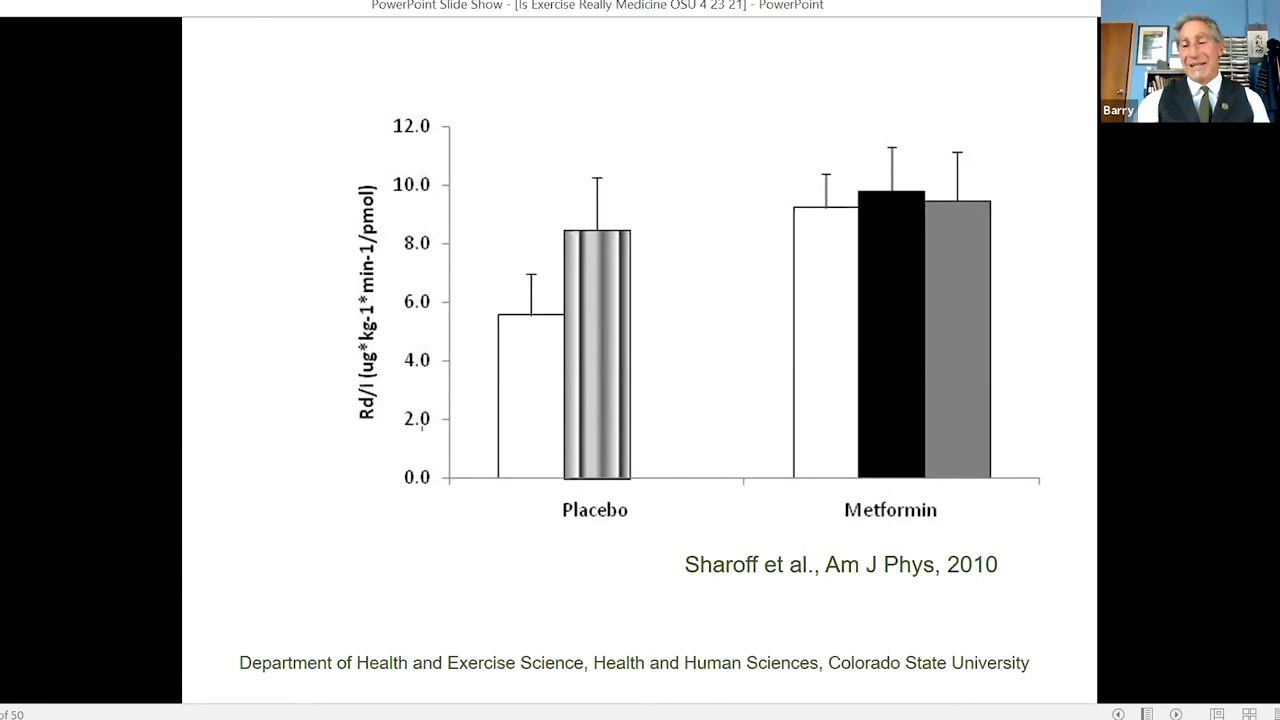 PowerPoint Slide Show - [Is Exercise Really Medicine OSU 4 23 21] - PowerPoint
Barry
12.0
10.0
8.0
6.0
4.0
2.0
0.0
Rd/I (ug*kg-1*min-1/pmol)
Placebo
Metformin
Sharoff et al., Am J Phys, 2010
Department of Health and Exercise Science, Health and Human Sciences, Colorado State University
of 50